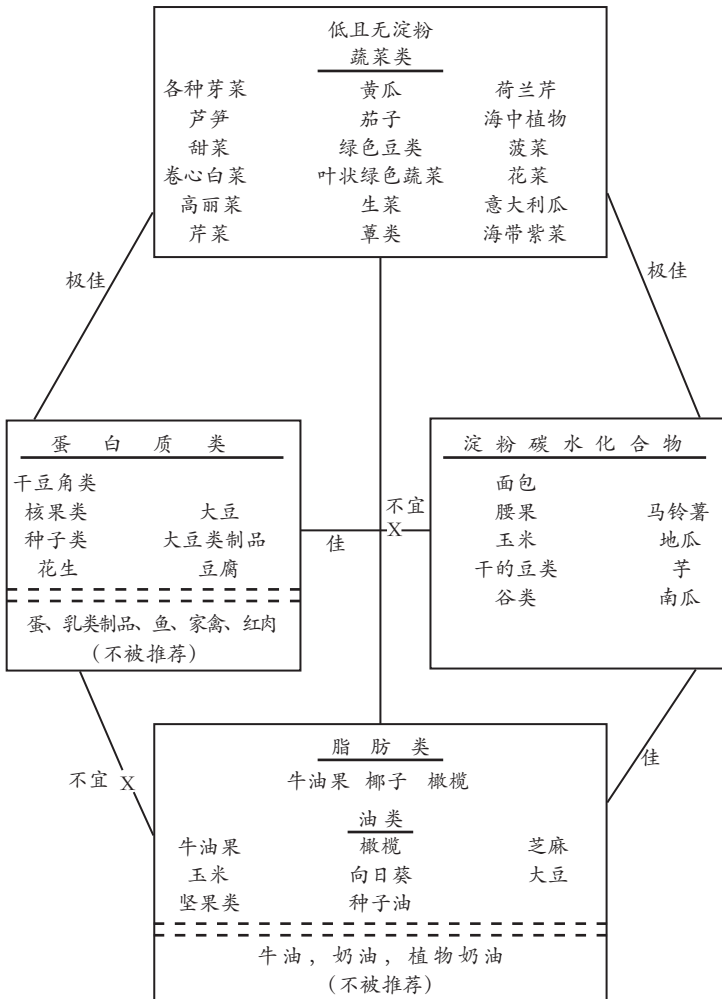 低且无淀粉
蔬菜类
各种芽菜 黄瓜 荷兰芹
芦笋 茄子 海中植物
甜菜 绿色豆类 菠菜
卷心白菜 叶状绿色蔬菜 花菜
高丽菜 生菜 意大利瓜
芹菜 蕈类 海带紫菜
极佳
极佳
蛋白质类
干豆角类
核果类 大豆
种子类 大豆类制品
花生 豆腐
蛋、乳类制品、鱼、家禽、红肉
（不被推荐）
佳
不宜
X
淀粉碳水化合物
面包
腰果 马铃薯
玉米 地瓜
干的豆类 芋
谷类 南瓜
不宜 X
佳
脂肪类
牛油果 椰子 橄榄
油类
牛油果 橄榄 芝麻
玉米 向日葵 大豆
坚果类 种子油
牛油，奶油，植物奶油
（不被推荐）